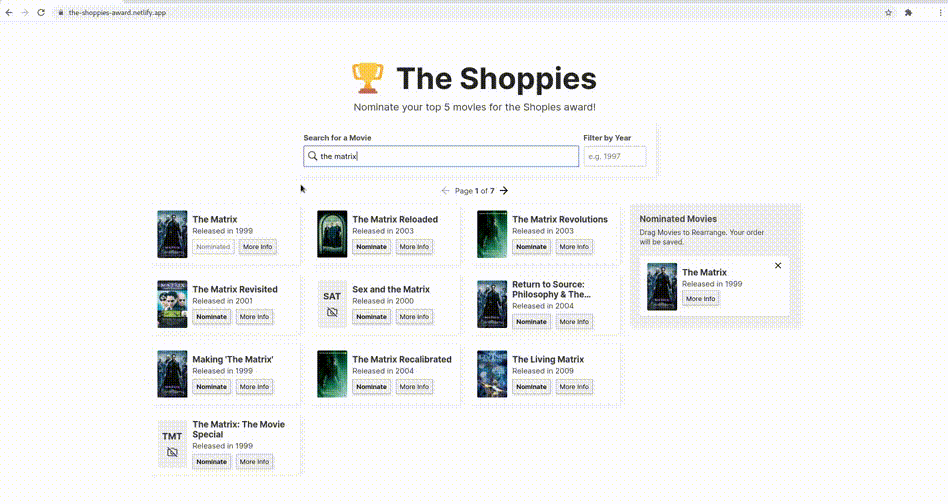 the-shoppies-award.netlify.app
The Shoppies
Nominate your top 5 movies for the Shopies award!
Search for a Movie
Filter by Year
the matrix
e.g. 1997
Page 1 of 7
The Matrix
Released in 1999
Nominated
More Info
The Matrix Reloaded
Released in 2003
Nominate
More Info
The Matrix Revolutions
Released in 2003
Nominate
More Info
The Matrix Revisited
Released in 2001
Nominate
More Info
SAT
Sex and the Matrix
Released in 2000
Nominate
More Info
Return to Source:
Philosophy & The...
Released in 2004
Nominate
More Info
Making 'The Matrix'
Released in 1999
Nominate
More Info
The Matrix Recalibrated
Released in 2004
Nominate
More Info
The Living Matrix
Released in 2009
Nominate
More Info
TMT
The Matrix: The Movie
Special
Released in 1999
Nominate
More Info
Nominated Movies
Drag Movies to Rearrange. Your order
will be saved.
The Matrix
Released in 1999
More Info